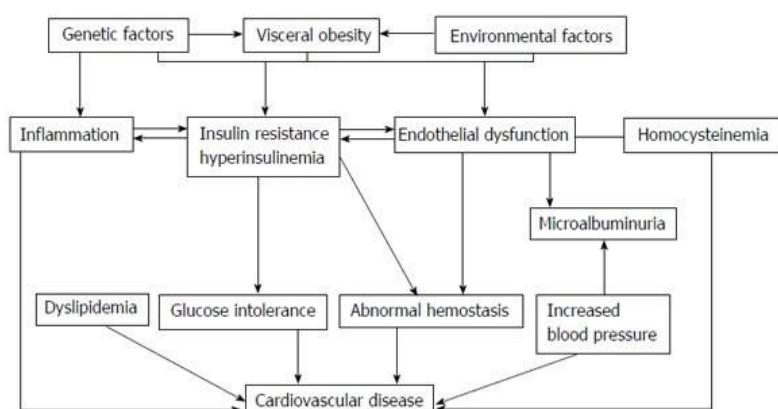 Genetic factors
Visceral obesity
Environmental factors
Inflammation
Insulin resistance
hyperinsulinemia
Endothelial dysfunction
Homocysteinemia
Microalbuminuria
Dyslipidemia
Glucose intolerance
Abnormal hemostasis
Increased
blood pressure
Cardiovascular disease